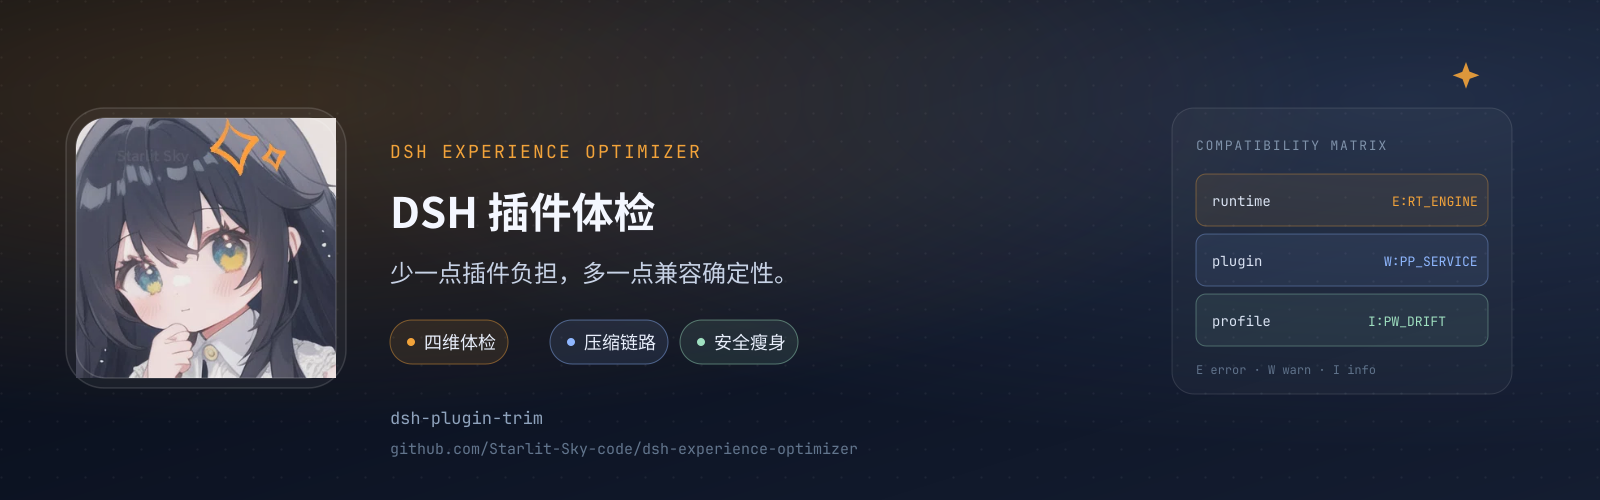 Starlit Sky
DSH EXPERIENCE OPTIMIZER
DSH 插件体检
少一点插件负担，多一点兼容确定性。
四维体检
压缩链路
安全瘦身
dsh-plugin-trim
github.com/Starlit-Sky-code/dsh-experience-optimizer
COMPATIBILITY MATRIX
runtime E:RT_ENGINE
plugin W:PP_SERVICE
profile I:PW_DRIFT
E error · W warn · I info